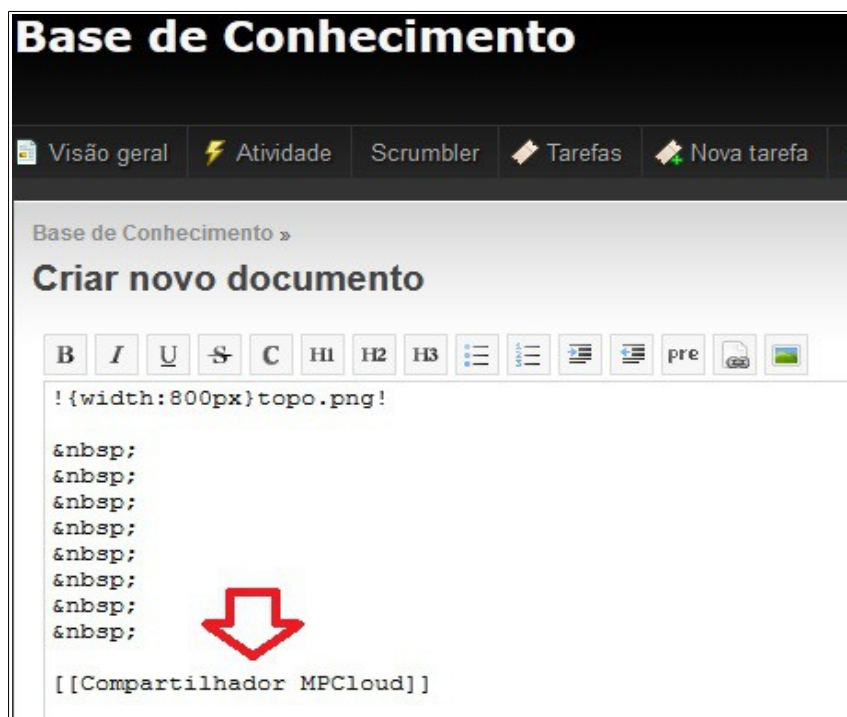 Base de Conhecimento
Visão geral Atividade Scrumbler Tarefas Nova tarefa
Base de Conhecimento »
Criar novo documento
B I U S C H1 H2 H3 pre
!{width:800px}topo.png!
&nbsp;
&nbsp;
&nbsp;
&nbsp;
&nbsp;
&nbsp;
&nbsp;
&nbsp;
[[Compartilhador MPCloud]]